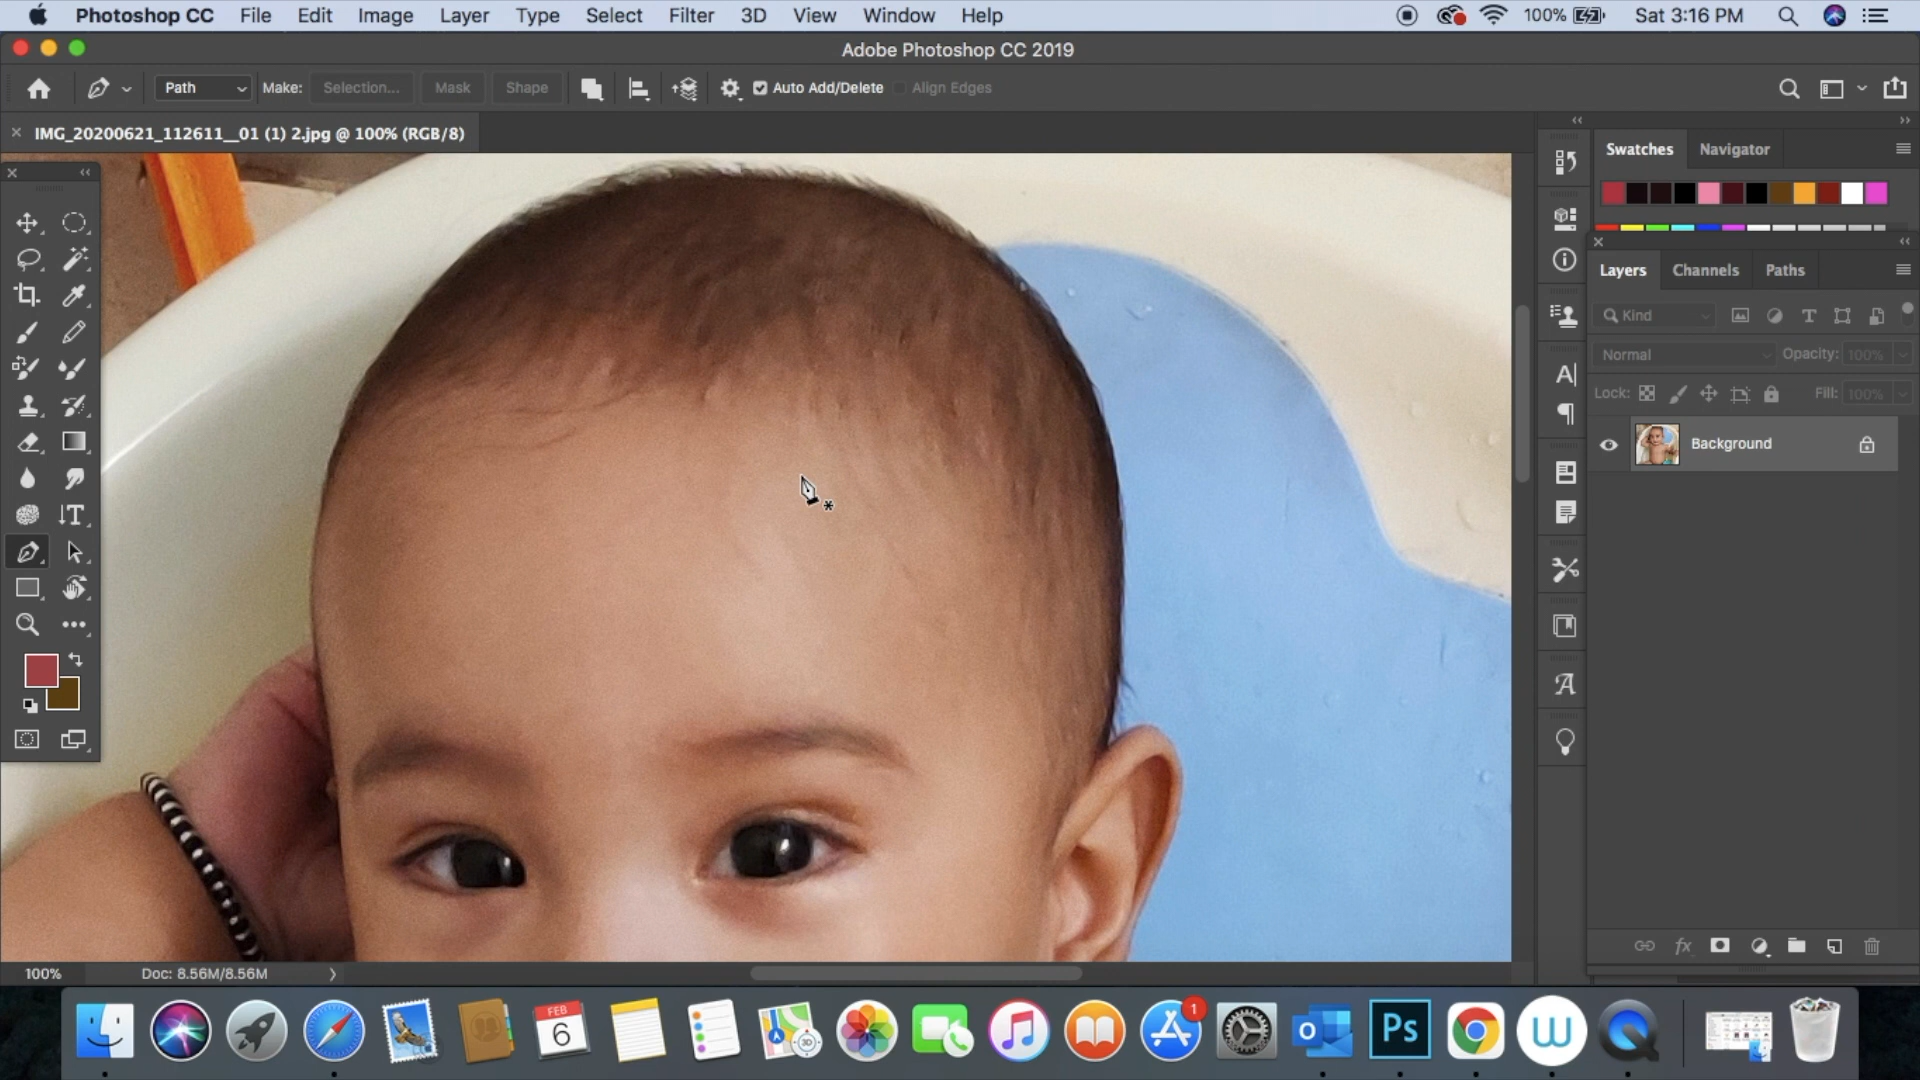 Photoshop CC File Edit Image Layer Type Select Filter 3D View Window Help 100% Sat 3:16 PM
Adobe Photoshop CC 2019
Path Make: Selection... Mask Shape Auto Add/Delete Align Edges
IMG_20200621_112611__01 (1) 2.jpg @ 100% (RGB/8)
Swatches Navigator
Layers Channels Paths
Kind
Normal Opacity: 100%
Lock: Fill: 100%
Background
100% Doc: 8.56M/8.56M
FEB
6
3D
1
Ps
W